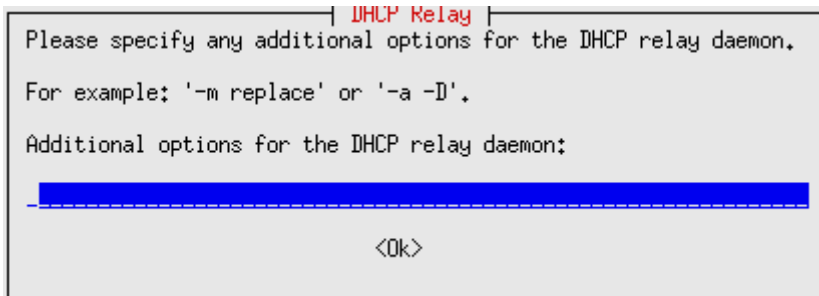 DHCP Relay
Please specify any additional options for the DHCP relay daemon.
For example: '-m replace' or '-a -D'.
Additional options for the DHCP relay daemon:
<Ok>